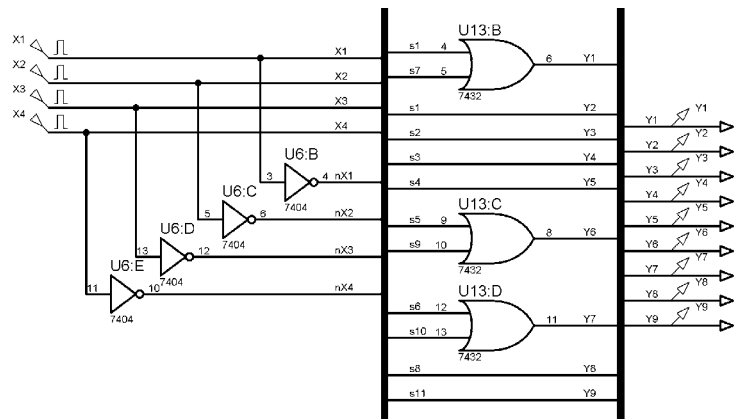 U13:B
X1 X1 s1 4 6 Y1
X2 X2 s7 5
7432
X3 X3 s1 Y2 Y1 Y1
X4 X4 s2 Y3 Y2 Y2
U6:B s3 Y4 Y3 Y3
3 4 nX1 s4 Y5 Y4 Y4
7404
U6:C U13:C
5 6 nX2 s5 9 8 Y6 Y5 Y5
7404
U6:D s9 10 Y6 Y6
7432
13 12 nX3 Y7 Y7
7404
U6:E U13:D
11 10 nX4 s6 12 11 Y7 Y8 Y8
7404
s10 13 Y9 Y9
7432
s8 Y8
s11 Y9